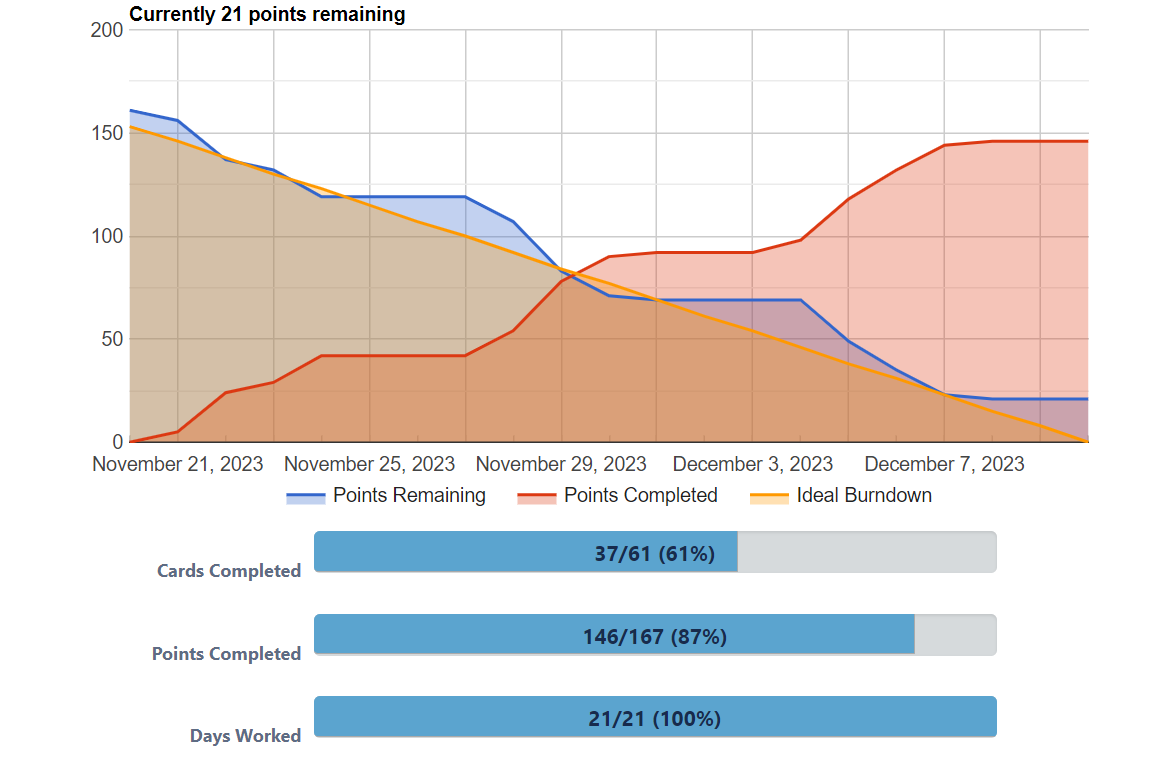 Currently 21 points remaining
200
150
100
50
0
November 21, 2023 November 25, 2023 November 29, 2023 December 3, 2023 December 7, 2023
Points Remaining Points Completed Ideal Burndown
37/61 (61%)
Cards Completed
146/167 (87%)
Points Completed
21/21 (100%)
Days Worked